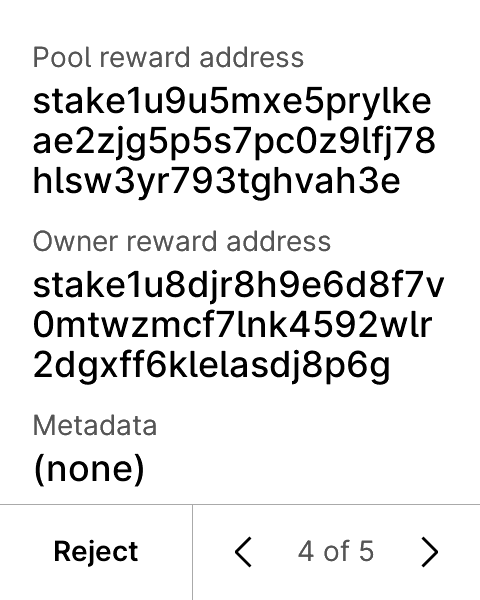 Pool reward address
stake1u9u5mxe5prylke
ae2zjg5p5s7pc0z9lfj78
hlsw3yr793tghvah3e
Owner reward address
stake1u8djr8h9e6d8f7v
0mtwzmcf7lnk4592wlr
2dgxff6klelasdj8p6g
Metadata
(none)
Reject
4 of 5